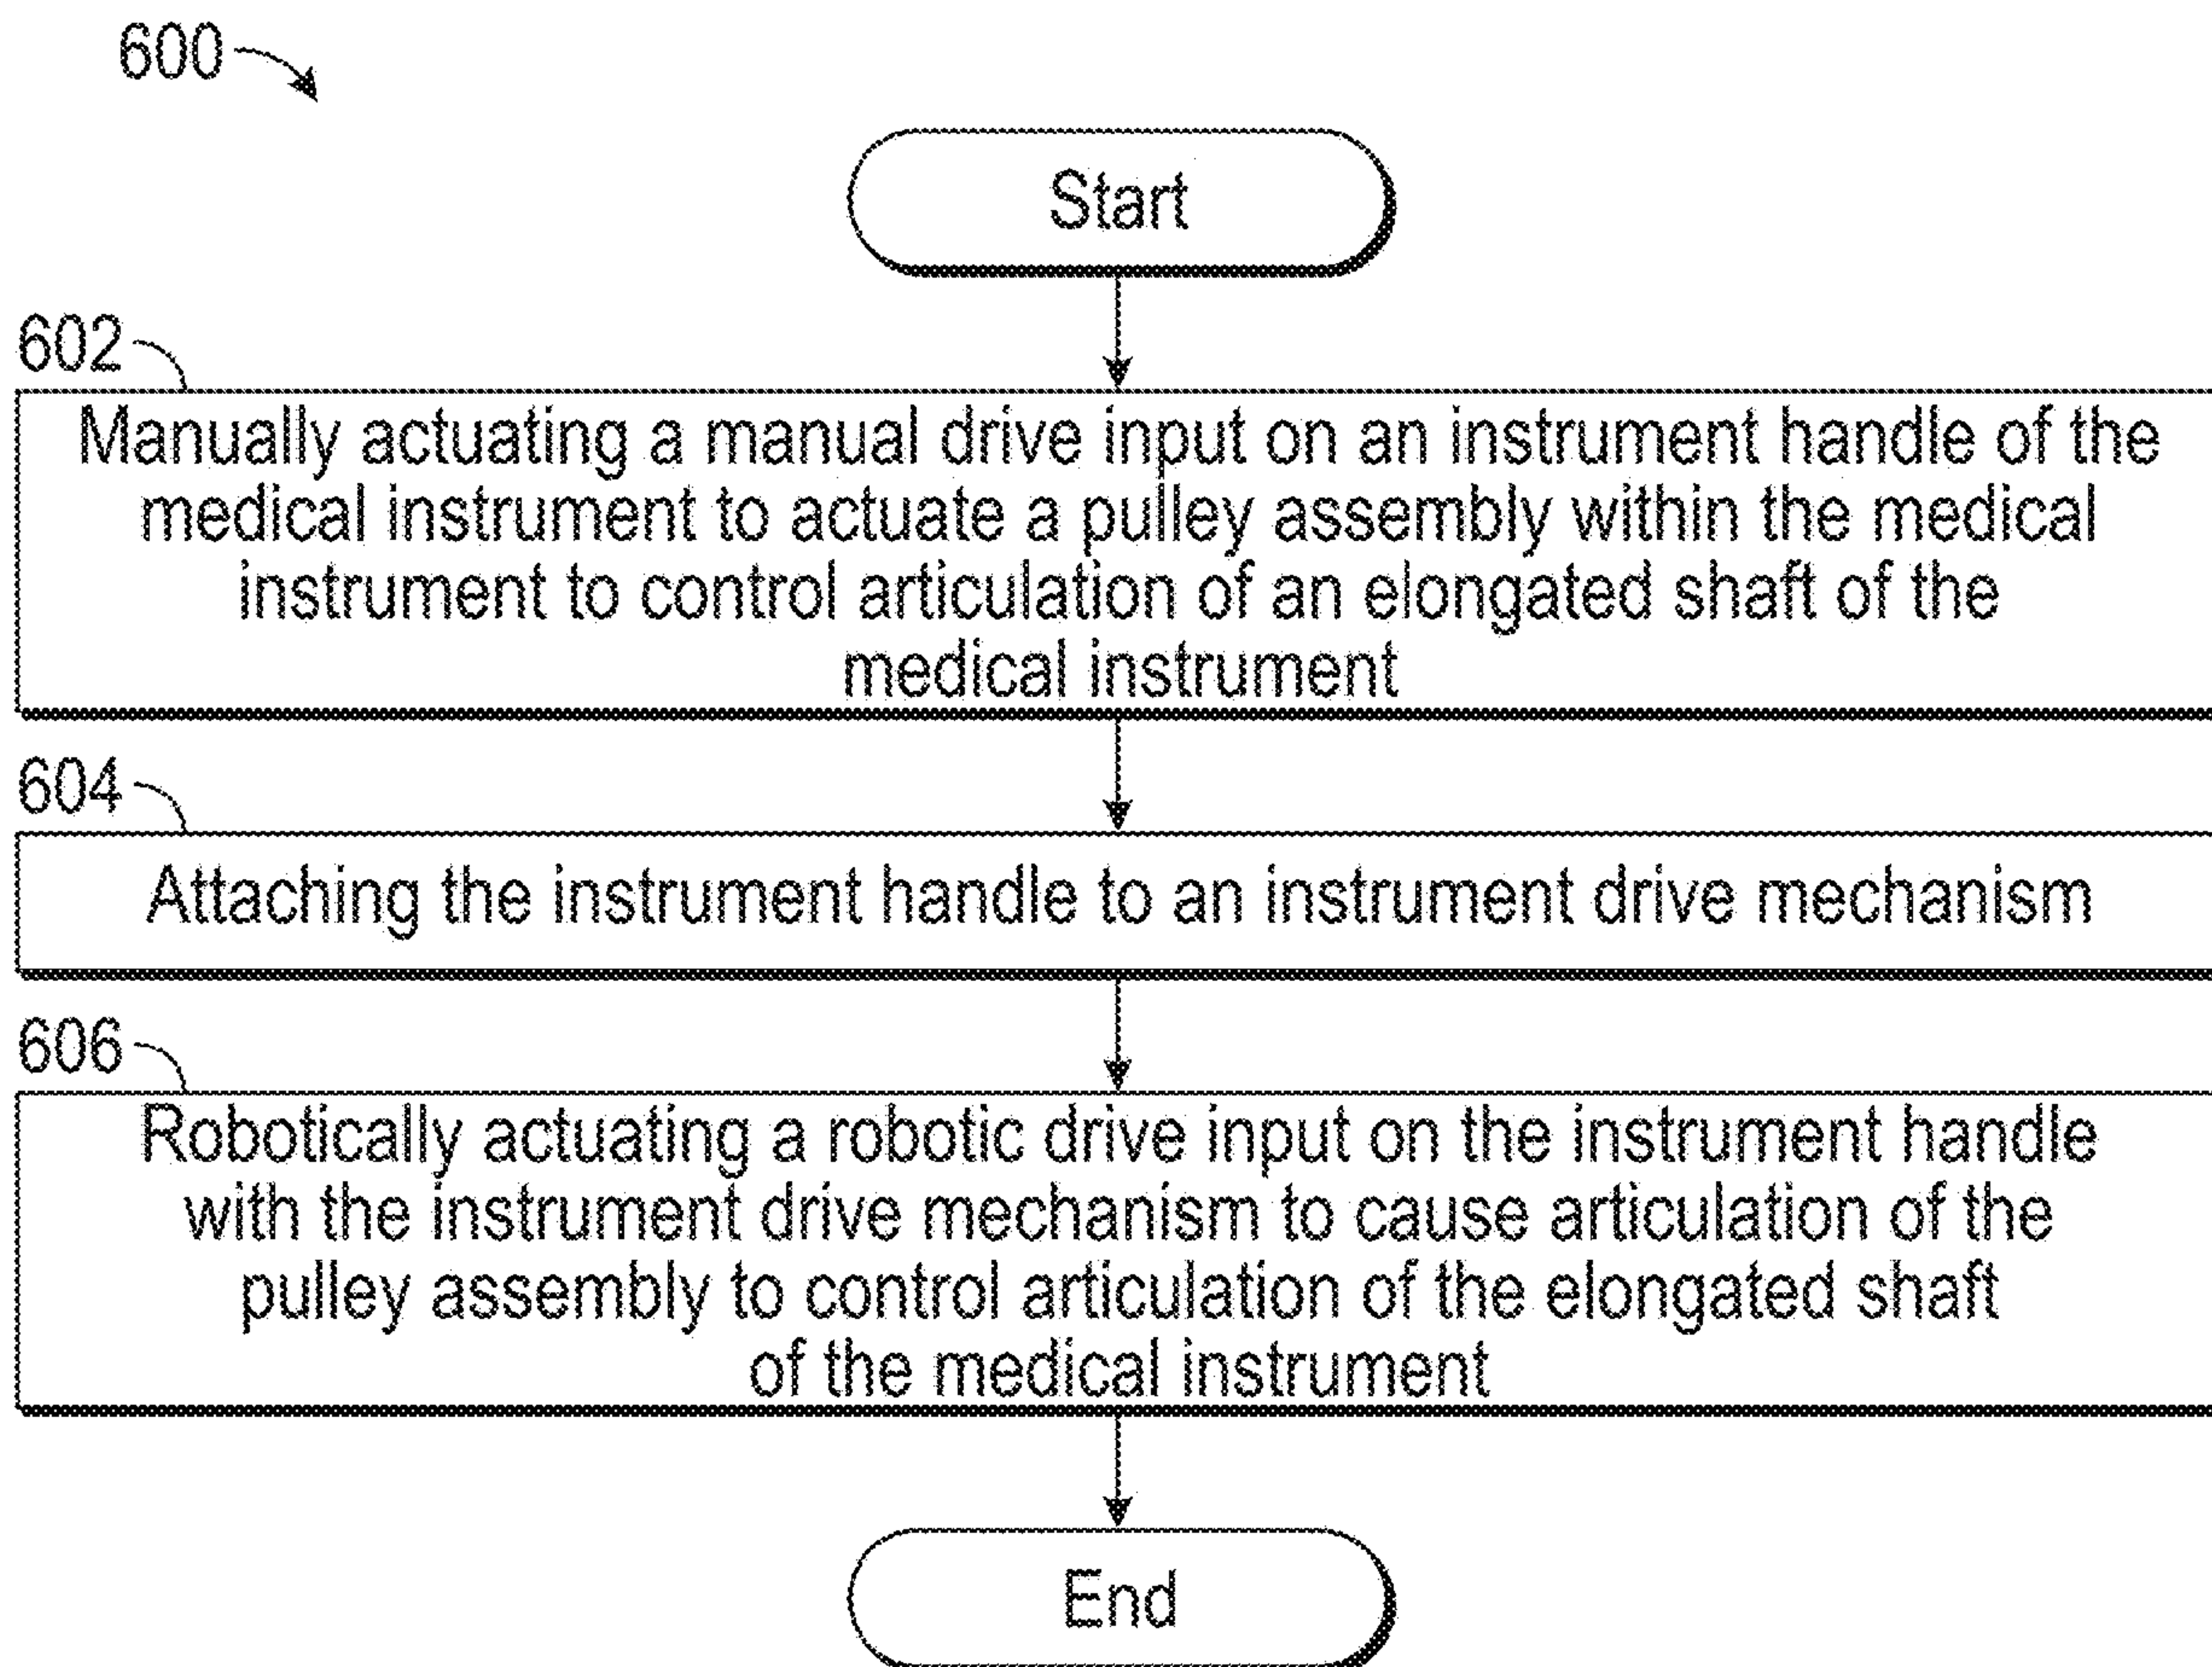 600
Start
602
Manually actuating a manual drive input on an instrument handle of the
medical instrument to actuate a pulley assembly within the medical
instrument to control articulation of an elongated shaft of the
medical instrument
604
Attaching the instrument handle to an instrument drive mechanism
606
Robotically actuating a robotic drive input on the instrument handle
with the instrument drive mechanism to cause articulation of the
pulley assembly to control articulation of the elongated shaft
of the medical instrument
End